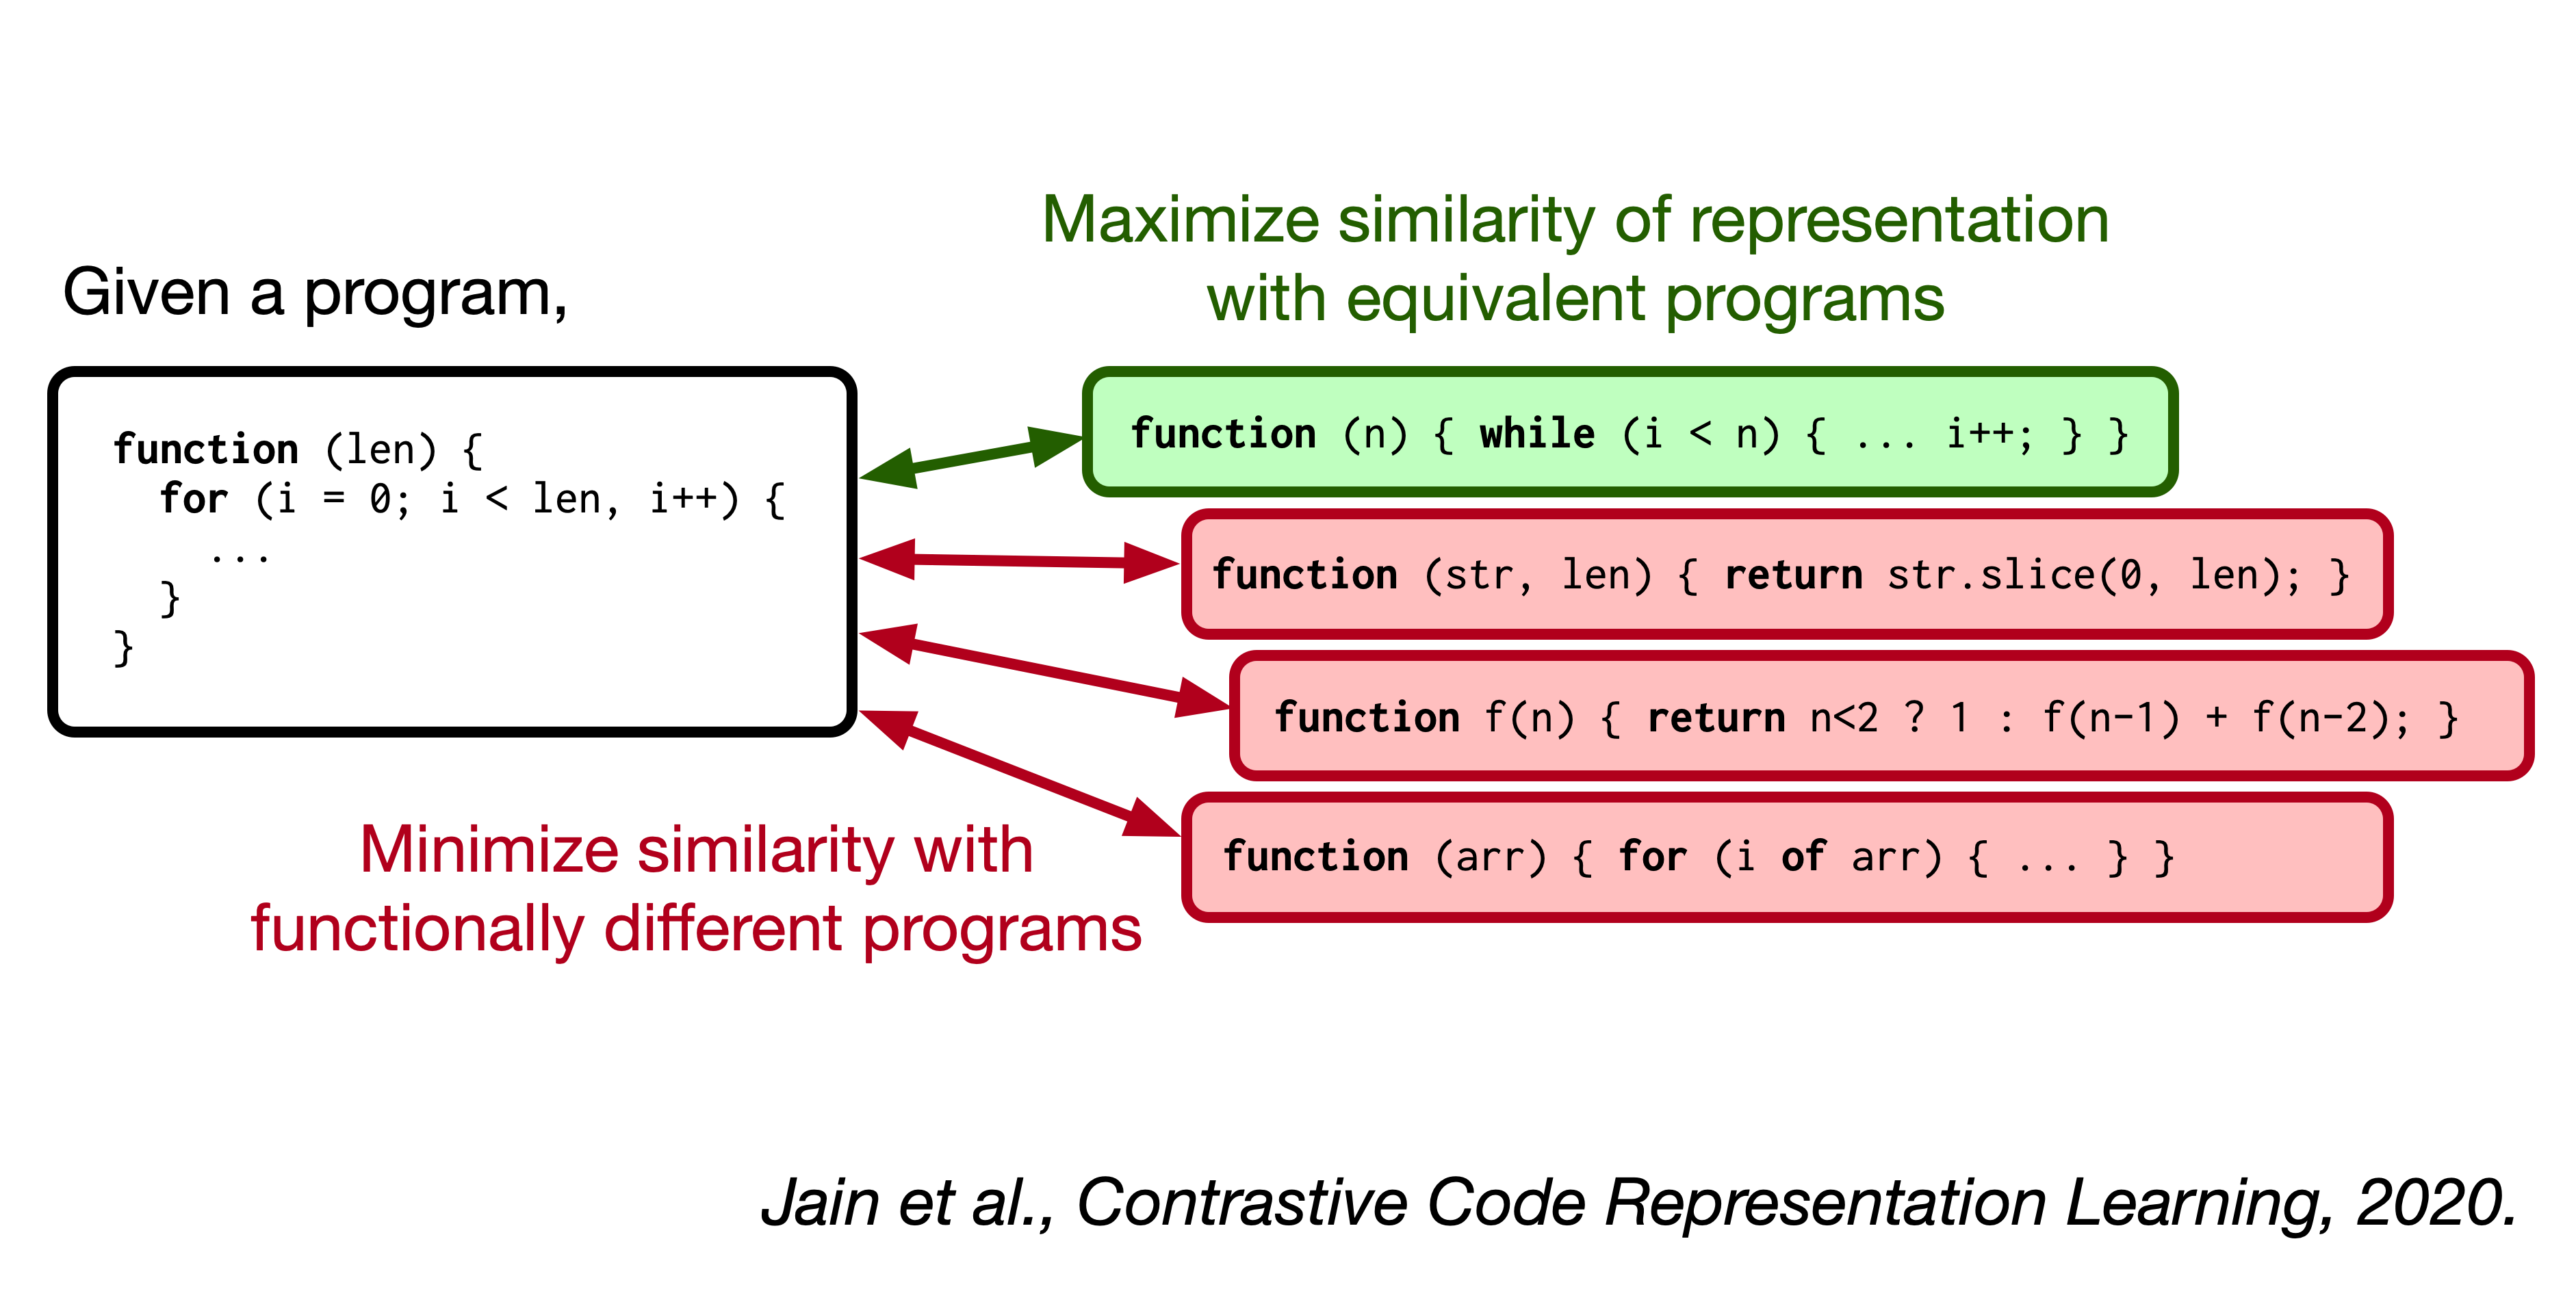 Given a program,
function (len) {
for (i = 0; i < len, i++) {
...
}
}
Maximize similarity of representation
with equivalent programs
function (n) { while (i < n) { ... i++; } }
function (str, len) { return str.slice(0, len); }
function f(n) { return n<2 ? 1 : f(n-1) + f(n-2); }
function (arr) { for (i of arr) { ... } }
Minimize similarity with
functionally different programs
Jain et al., Contrastive Code Representation Learning, 2020.